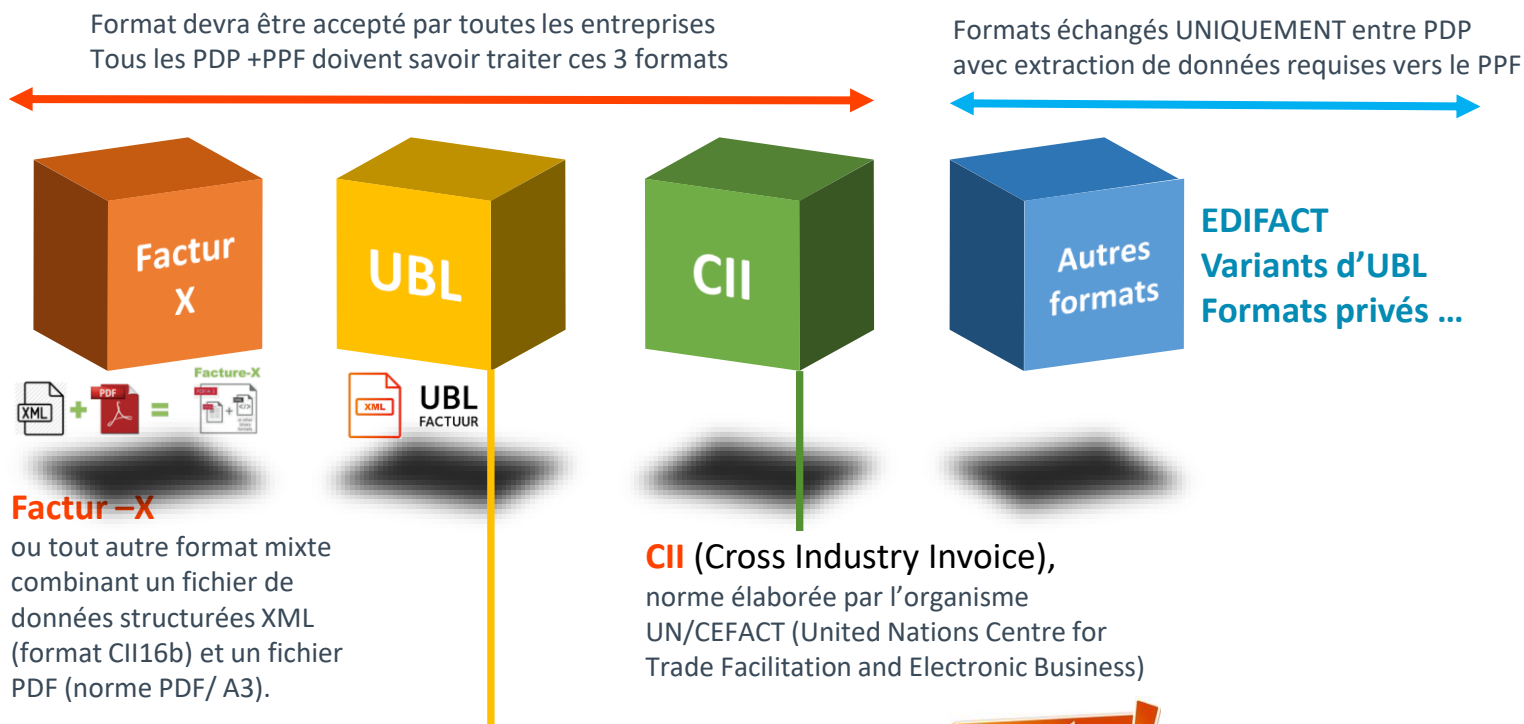 Format devra être accepté par toutes les entreprises
Tous les PDP +PPF doivent savoir traiter ces 3 formats
Formats échangés UNIQUEMENT entre PDP
avec extraction de données requises vers le PPF
Factur
X
UBL
CII
Autres
formats
EDIFACT
Variants d’UBL
Formats privés …
XML
+
PDF
=
Facture-X
XML
UBL
FACTUUR
Factur –X
ou tout autre format mixte
combinant un fichier de
données structurées XML
(format CII16b) et un fichier
PDF (norme PDF/ A3).
CII (Cross Industry Invoice),
norme élaborée par l’organisme
UN/CEFACT (United Nations Centre for
Trade Facilitation and Electronic Business)